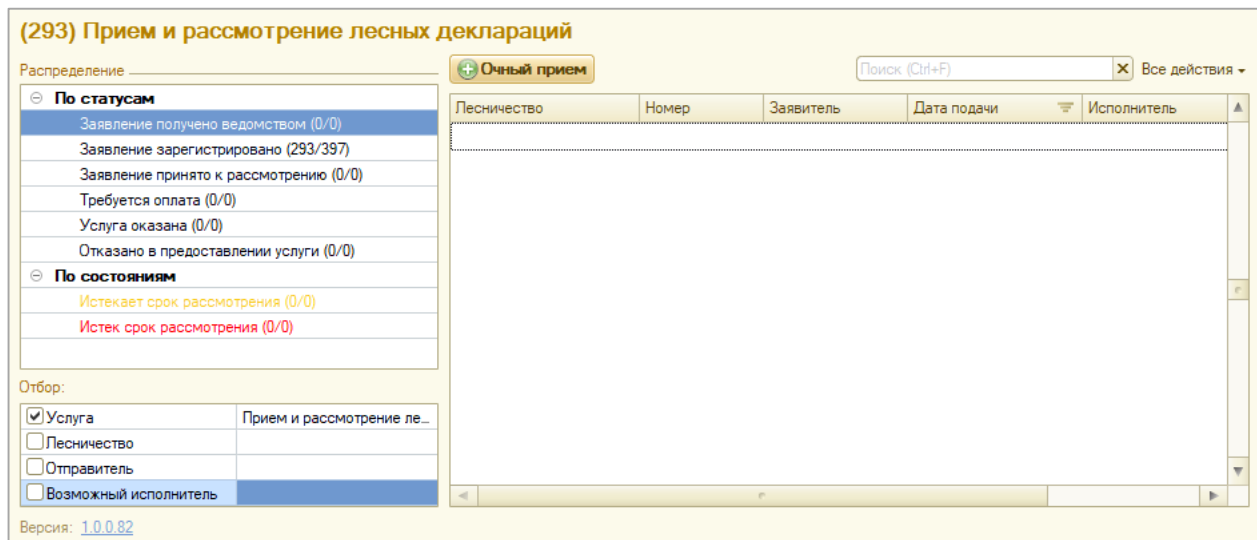 (293) Прием и рассмотрение лесных деклараций
Распределение
По статусам
Заявление получено ведомством (0/0)
Заявление зарегистрировано (293/397)
Заявление принято к рассмотрению (0/0)
Требуется оплата (0/0)
Услуга оказана (0/0)
Отказано в предоставлении услуги (0/0)
По состояниям
Истекает срок рассмотрения (0/0)
Истек срок рассмотрения (0/0)
Отбор:
Услуга Прием и рассмотрение ле...
Лесничество
Отправитель
Возможный исполнитель
Версия: 1.0.0.82
Очный прием Поиск (Ctrl+F) Все действия
Лесничество Номер Заявитель Дата подачи Исполнитель